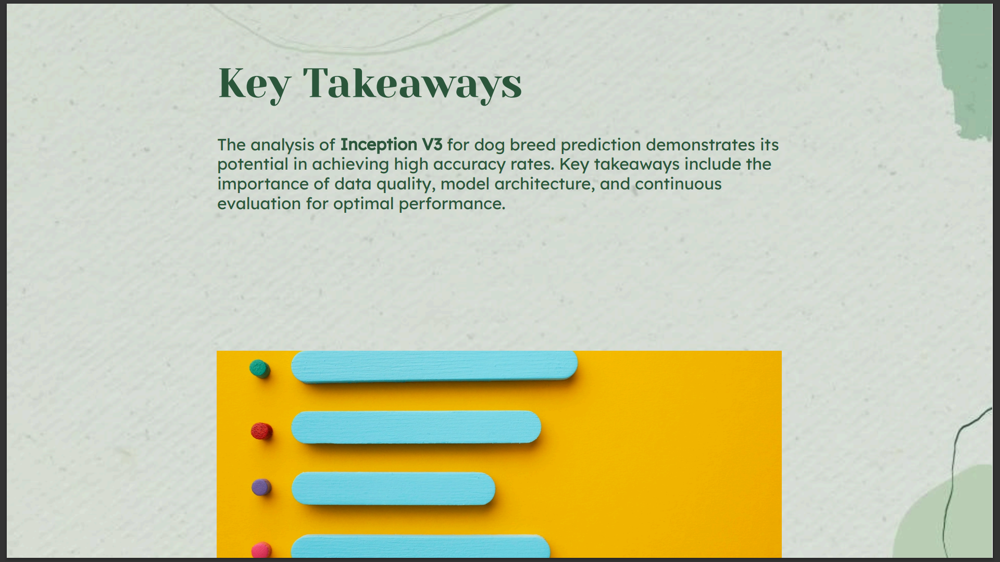 Key Takeaways
The analysis of Inception V3 for dog breed prediction demonstrates its
potential in achieving high accuracy rates. Key takeaways include the
importance of data quality, model architecture, and continuous
evaluation for optimal performance.